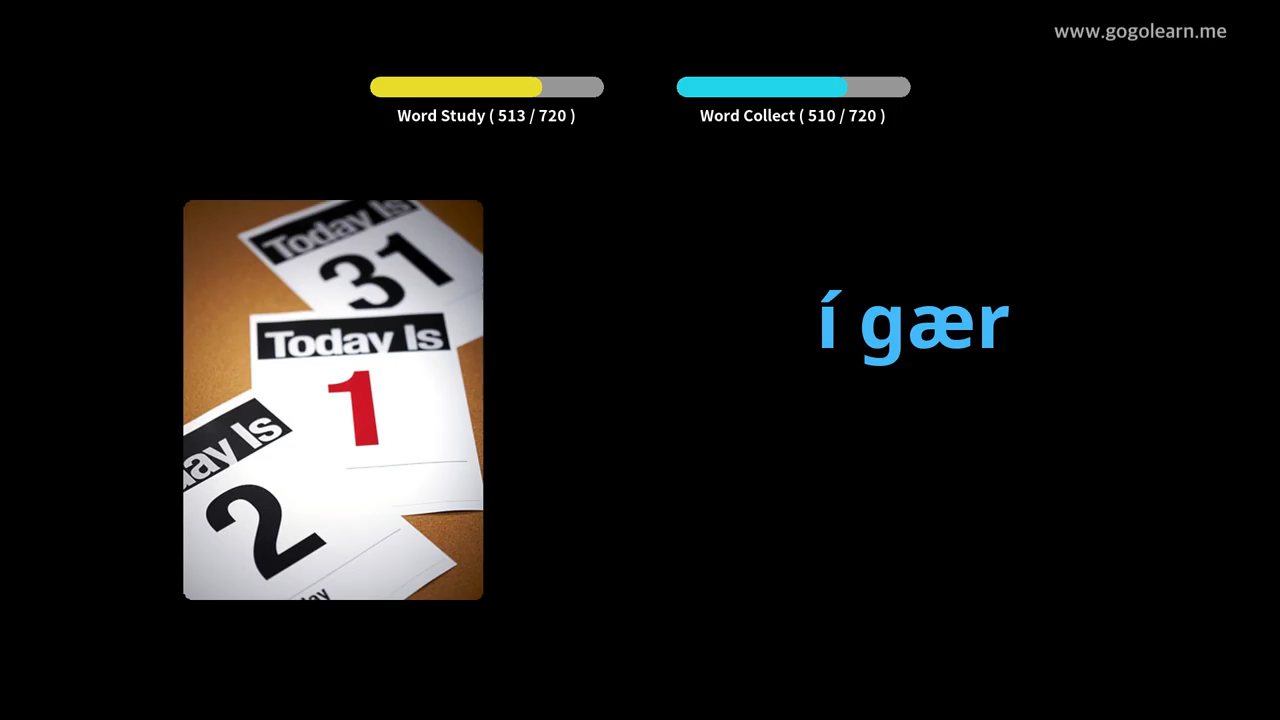 www.gogolearn.me
Word Study ( 513 / 720 )
Word Collect ( 510 / 720 )
Today Is
31
Today Is
1
ay Is
2
ay
í gær